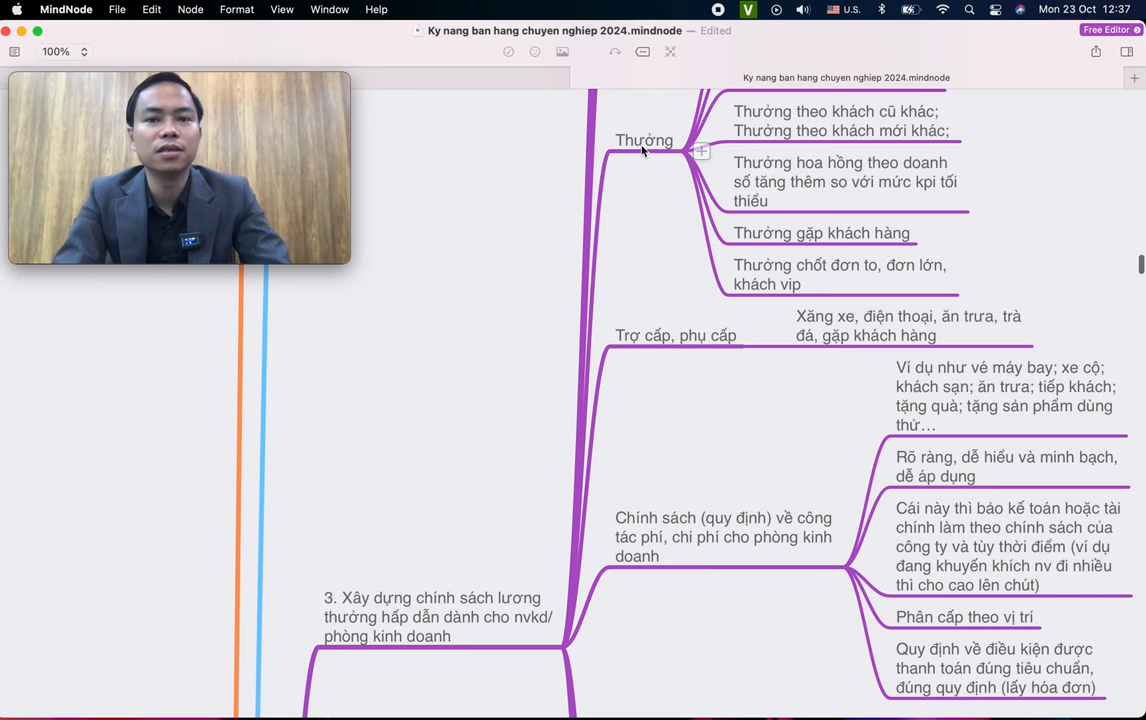 MindNode File Edit Node Format View Window Help
V
U.S.
Mon 23 Oct 12:37
Ky nang ban hang chuyen nghiep 2024.mindnode — Edited
Free Editor
100%
Ky nang ban hang chuyen nghiep 2024.mindnode
Thưởng
Thưởng theo khách cũ khác;
Thưởng theo khách mới khác;
Thưởng hoa hồng theo doanh
số tăng thêm so với mức kpi tối
thiểu
Thưởng gặp khách hàng
Thưởng chốt đơn to, đơn lớn,
khách vip
Trợ cấp, phụ cấp
Xăng xe, điện thoại, ăn trưa, trà
đá, gặp khách hàng
Ví dụ như vé máy bay; xe cộ;
khách sạn; ăn trưa; tiếp khách;
tặng quà; tặng sản phẩm dùng
thử…
Rõ ràng, dễ hiểu và minh bạch,
dễ áp dụng
Chính sách (quy định) về công
tác phí, chi phí cho phòng kinh
doanh
Cái này thì bảo kế toán hoặc tài
chính làm theo chính sách của
công ty và tùy thời điểm (ví dụ
đang khuyến khích nv đi nhiều
thì cho cao lên chút)
Phân cấp theo vị trí
Quy định về điều kiện được
thanh toán đúng tiêu chuẩn,
đúng quy định (lấy hóa đơn)
3. Xây dựng chính sách lương
thưởng hấp dẫn dành cho nvkd/
phòng kinh doanh